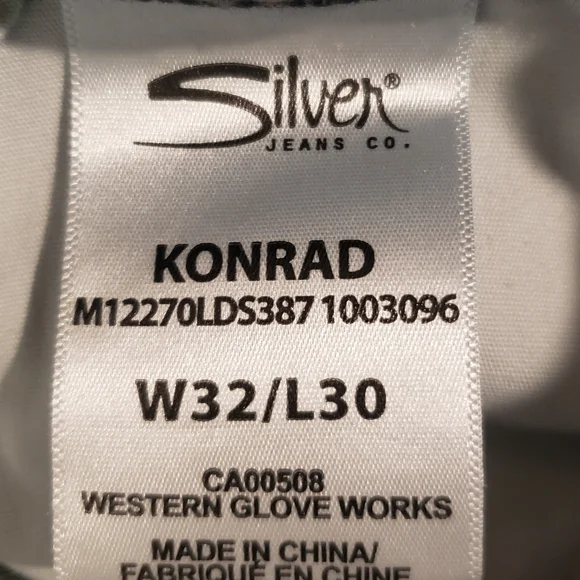 Silver®
JEANS CO.
KONRAD
M12270LDS387 1003096
W32/L30
CA00508
WESTERN GLOVE WORKS
MADE IN CHINA/
FABRIQUÉ EN CHINE